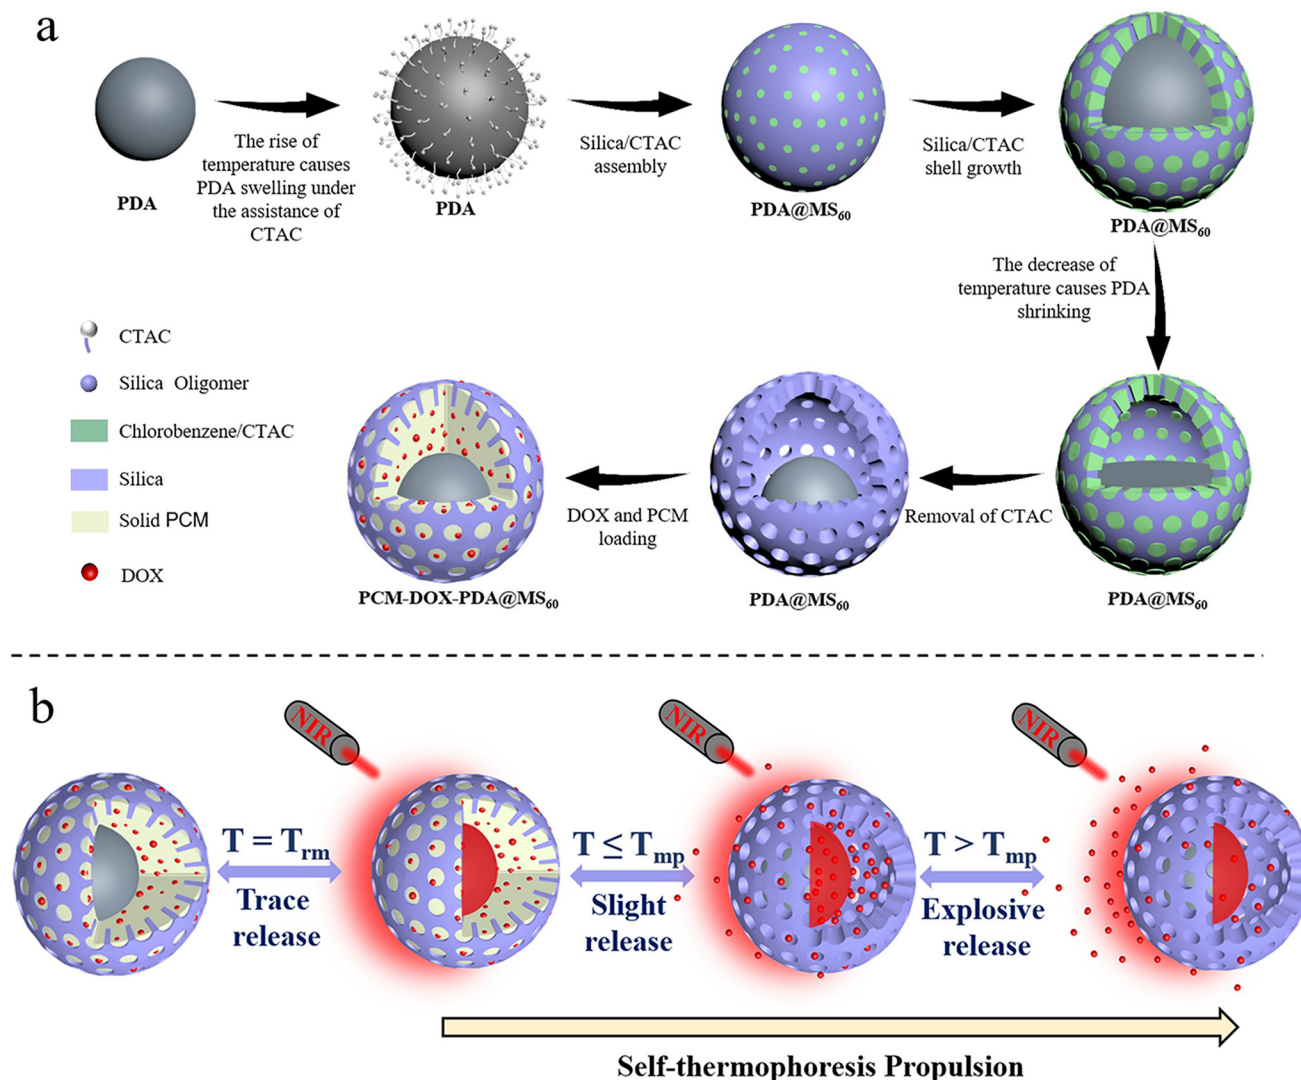 a
The rise of
temperature causes
PDA swelling under
the assistance of
CTAC
PDA
PDA
Silica/CTAC
assembly
PDA@MS₆₀
Silica/CTAC
shell growth
PDA@MS₆₀
The decrease of
temperature causes PDA
shrinking
CTAC
Silica Oligomer
Chlorobenzene/CTAC
Silica
Solid PCM
DOX
PCM-DOX-PDA@MS₆₀
DOX and PCM
loading
PDA@MS₆₀
Removal of CTAC
PDA@MS₆₀
b
NIR
NIR
NIR
T = Trm
Trace
release
T ≤ Tmp
Slight
release
T > Tmp
Explosive
release
Self-thermophoresis Propulsion